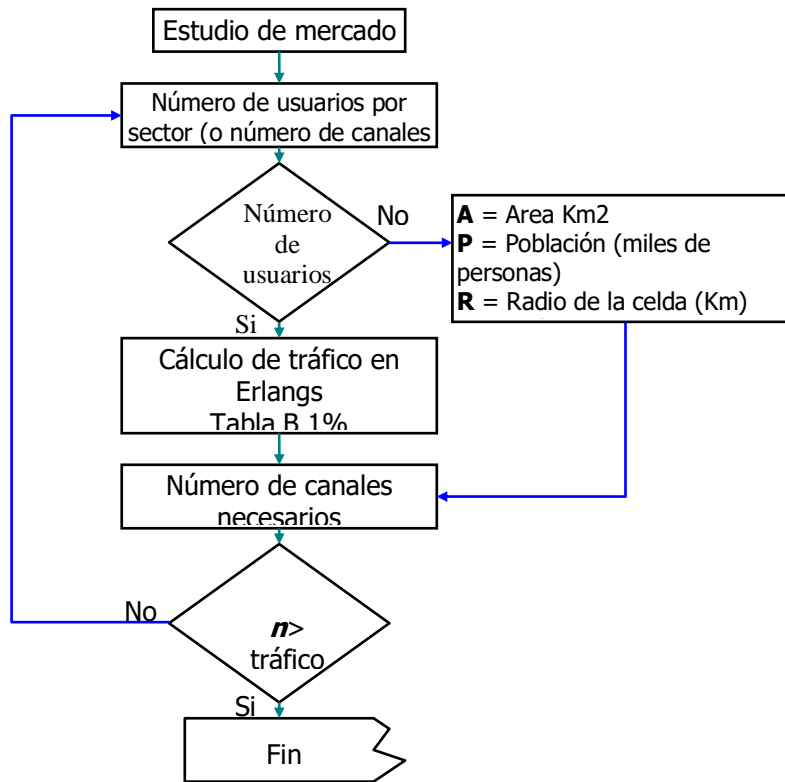 Estudio de mercado
Número de usuarios por
sector (o número de canales
Número
de
usuarios
No
A = Area Km2
P = Población (miles de
personas)
R = Radio de la celda (Km)
Si
Cálculo de tráfico en
Erlangs
Tabla B 1%
Número de canales
necesarios
No
n>
tráfico
Si
Fin